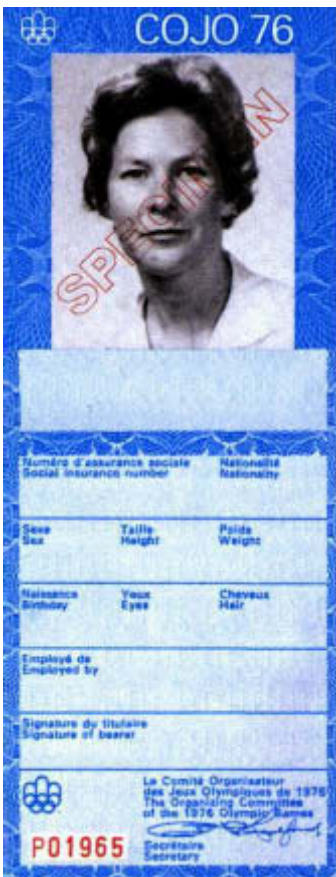 COJO 76
SPECIMEN
Numéro d'assurance sociale Nationalité
Social insurance number Nationality
Sexe Taille Poids
Sex Height Weight
Naissance Yeux Cheveux
Birthday Eyes Hair
Employé de
Employed by
Signature du titulaire
Signature of bearer
Le Comité Organisateur
des Jeux Olympiques de 1976
The Organizing Committee
of the 1976 Olympic Games
P01965
Secrétaire
Secretary